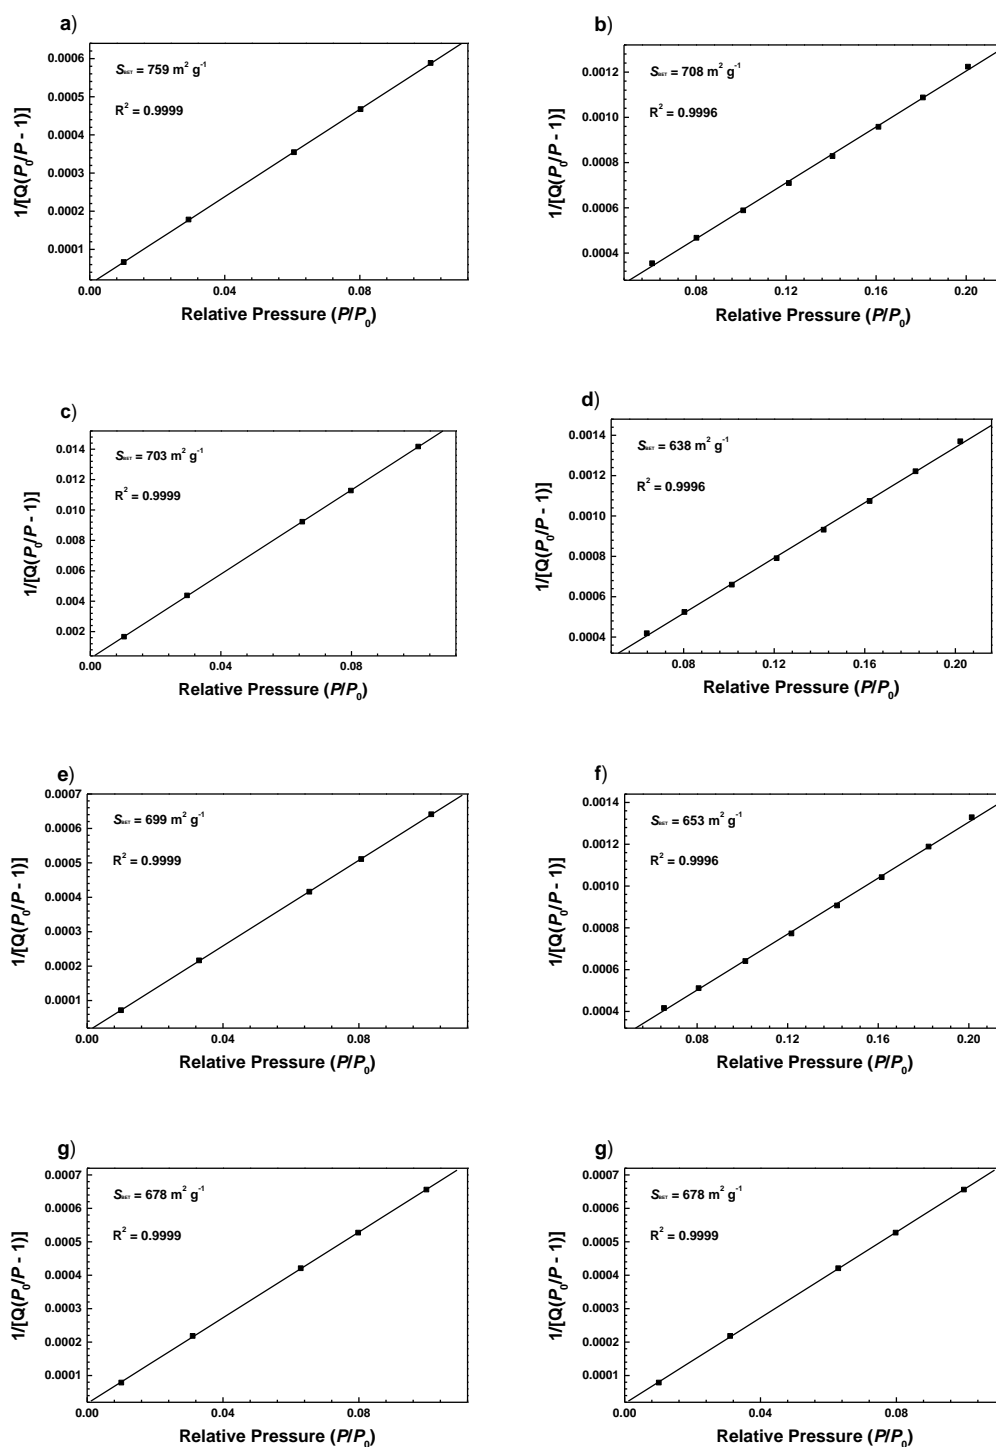 a)
0.0006
0.0005
0.0004
0.0003
0.0002
0.0001
1/[Q(P0/P - 1)]
SBET = 759 m2 g-1
R2 = 0.9999
0.00 0.04 0.08
Relative Pressure (P/P0)
b)
0.0012
0.0010
0.0008
0.0006
0.0004
1/[Q(P0/P - 1)]
SBET = 708 m2 g-1
R2 = 0.9996
0.08 0.12 0.16 0.20
Relative Pressure (P/P0)
c)
0.014
0.012
0.010
0.008
0.006
0.004
0.002
1/[Q(P0/P - 1)]
SBET = 703 m2 g-1
R2 = 0.9999
0.00 0.04 0.08
Relative Pressure (P/P0)
d)
0.0014
0.0012
0.0010
0.0008
0.0006
0.0004
1/[Q(P0/P - 1)]
SBET = 638 m2 g-1
R2 = 0.9996
0.08 0.12 0.16 0.20
Relative Pressure (P/P0)
e)
0.0007
0.0006
0.0005
0.0004
0.0003
0.0002
0.0001
1/[Q(P0/P - 1)]
SBET = 699 m2 g-1
R2 = 0.9999
0.00 0.04 0.08
Relative Pressure (P/P0)
f)
0.0014
0.0012
0.0010
0.0008
0.0006
0.0004
1/[Q(P0/P - 1)]
SBET = 653 m2 g-1
R2 = 0.9996
0.08 0.12 0.16 0.20
Relative Pressure (P/P0)
g)
0.0007
0.0006
0.0005
0.0004
0.0003
0.0002
0.0001
1/[Q(P0/P - 1)]
SBET = 678 m2 g-1
R2 = 0.9999
0.00 0.04 0.08
Relative Pressure (P/P0)
g)
0.0007
0.0006
0.0005
0.0004
0.0003
0.0002
0.0001
1/[Q(P0/P - 1)]
SBET = 678 m2 g-1
R2 = 0.9999
0.00 0.04 0.08
Relative Pressure (P/P0)